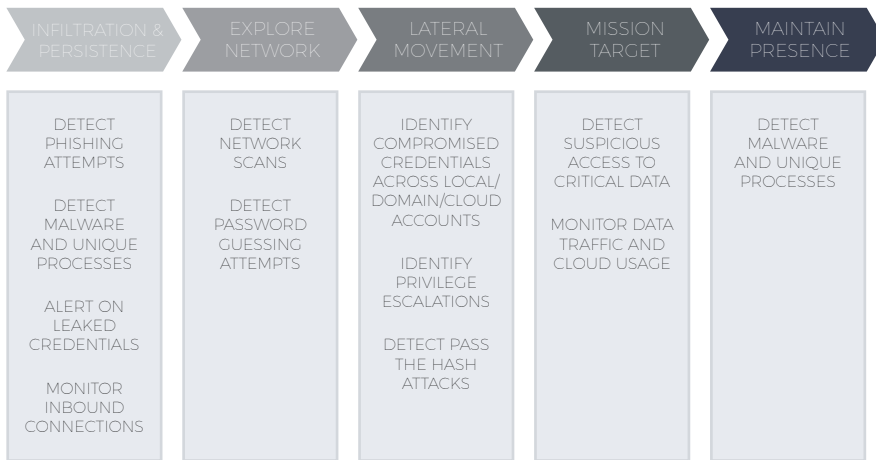 INFILTRATION &
PERSISTENCE
EXPLORE
NETWORK
LATERAL
MOVEMENT
MISSION
TARGET
MAINTAIN
PRESENCE
DETECT
PHISHING
ATTEMPTS
DETECT
MALWARE
AND UNIQUE
PROCESSES
ALERT ON
LEAKED
CREDENTIALS
MONITOR
INBOUND
CONNECTIONS
DETECT
NETWORK
SCANS
DETECT
PASSWORD
GUESSING
ATTEMPTS
IDENTIFY
COMPROMISED
CREDENTIALS
ACROSS LOCAL/
DOMAIN/CLOUD
ACCOUNTS
IDENTIFY
PRIVILEGE
ESCALATIONS
DETECT PASS
THE HASH
ATTACKS
DETECT
SUSPICIOUS
ACCESS TO
CRITICAL DATA
MONITOR DATA
TRAFFIC AND
CLOUD USAGE
DETECT
MALWARE
AND UNIQUE
PROCESSES